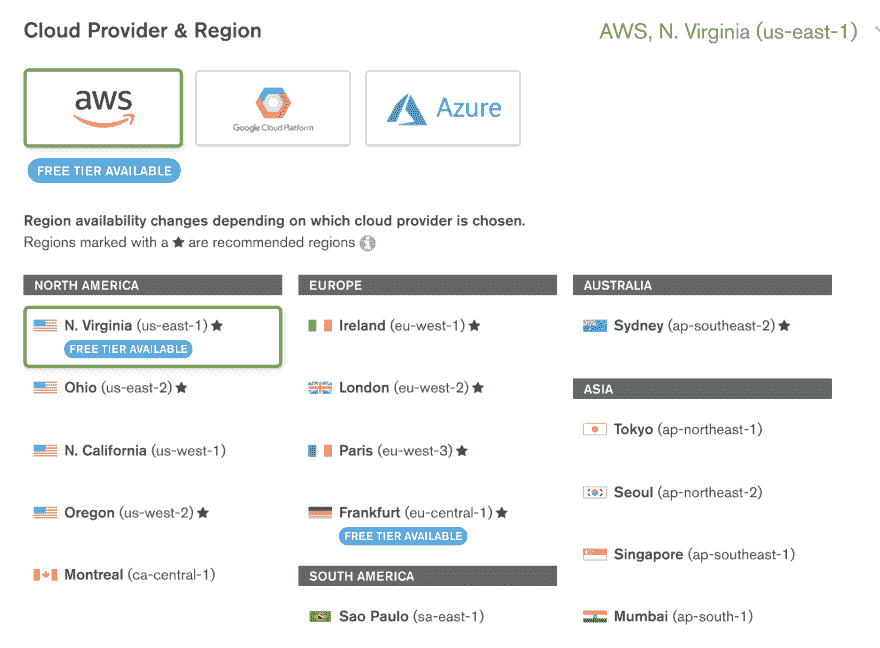 Cloud Provider & Region
AWS, N. Virginia (us-east-1)
aws
Google Cloud Platform
Azure
FREE TIER AVAILABLE
Region availability changes depending on which cloud provider is chosen.
Regions marked with a ★ are recommended regions
NORTH AMERICA
N. Virginia (us-east-1) ★
FREE TIER AVAILABLE
Ohio (us-east-2) ★
N. California (us-west-1)
Oregon (us-west-2) ★
Montreal (ca-central-1)
EUROPE
Ireland (eu-west-1) ★
London (eu-west-2) ★
Paris (eu-west-3) ★
Frankfurt (eu-central-1) ★
FREE TIER AVAILABLE
SOUTH AMERICA
Sao Paulo (sa-east-1)
AUSTRALIA
Sydney (ap-southeast-2) ★
ASIA
Tokyo (ap-northeast-1)
Seoul (ap-northeast-2)
Singapore (ap-southeast-1)
Mumbai (ap-south-1)